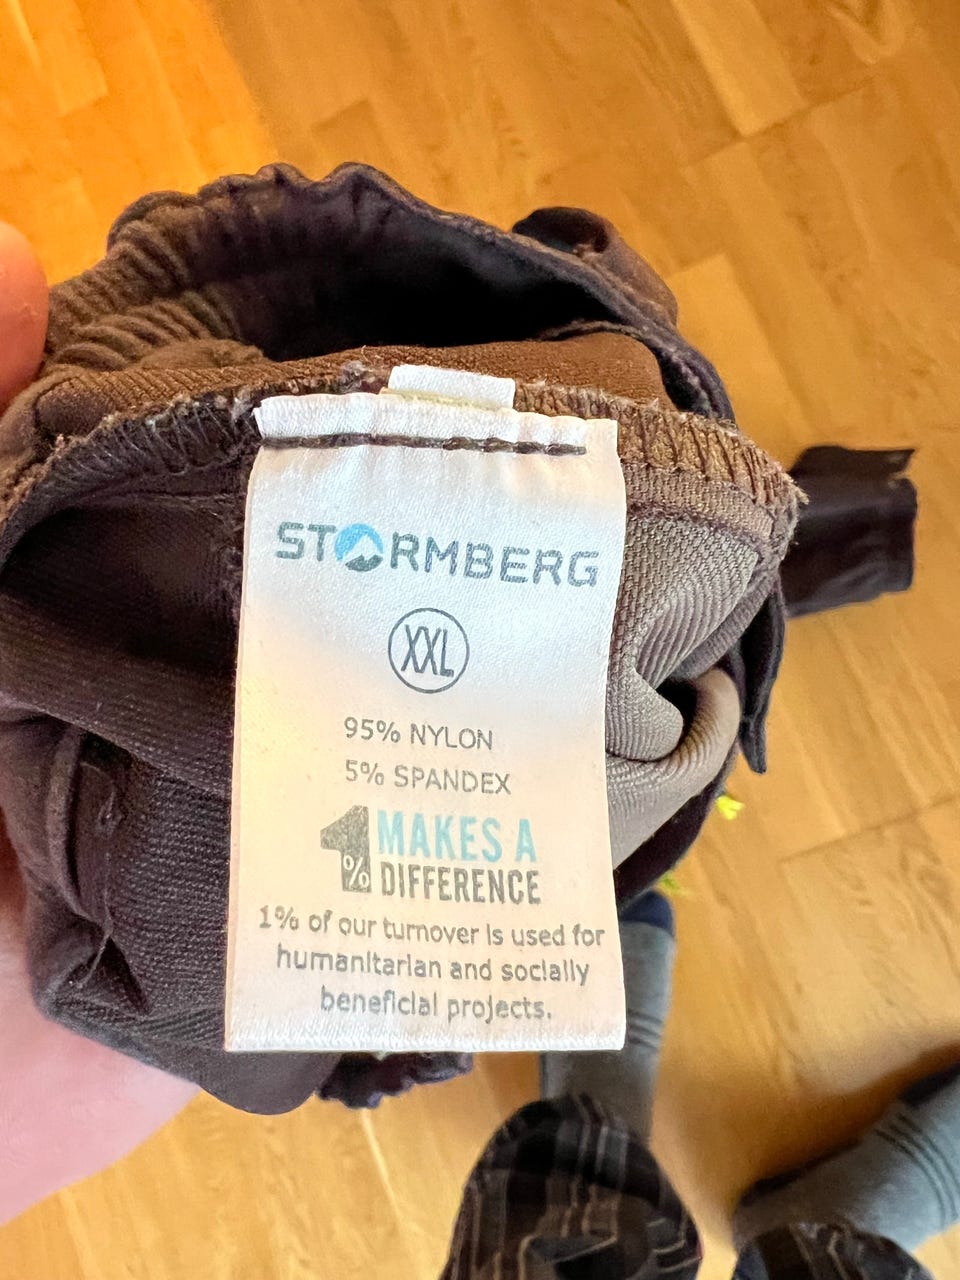 STORMBERG
XXL
95% NYLON
5% SPANDEX
1% MAKES A
DIFFERENCE
1% of our turnover is used for
humanitarian and socially
beneficial projects.